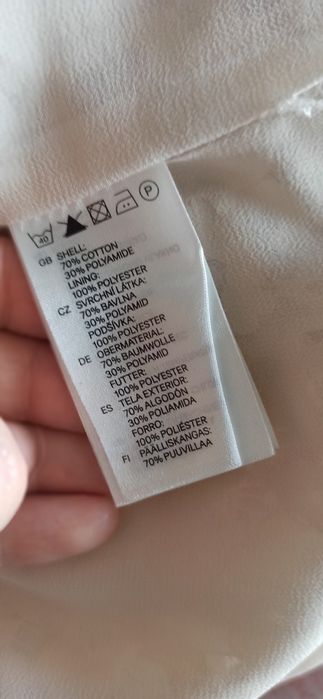 40 P
GB SHELL:
70% COTTON
30% POLYAMIDE
LINING:
100% POLYESTER
CZ SVRCHNÍ LÁTKA:
70% BAVLNA
30% POLYAMID
PODŠÍVKA:
100% POLYESTER
DE OBERMATERIAL:
70% BAUMWOLLE
30% POLYAMID
FUTTER:
100% POLYESTER
ES TELA EXTERIOR:
70% ALGODÓN
30% POLIAMIDA
FORRO:
100% POLIÉSTER
FI PÄÄLLISKANGAS:
70% PUUVILLAA